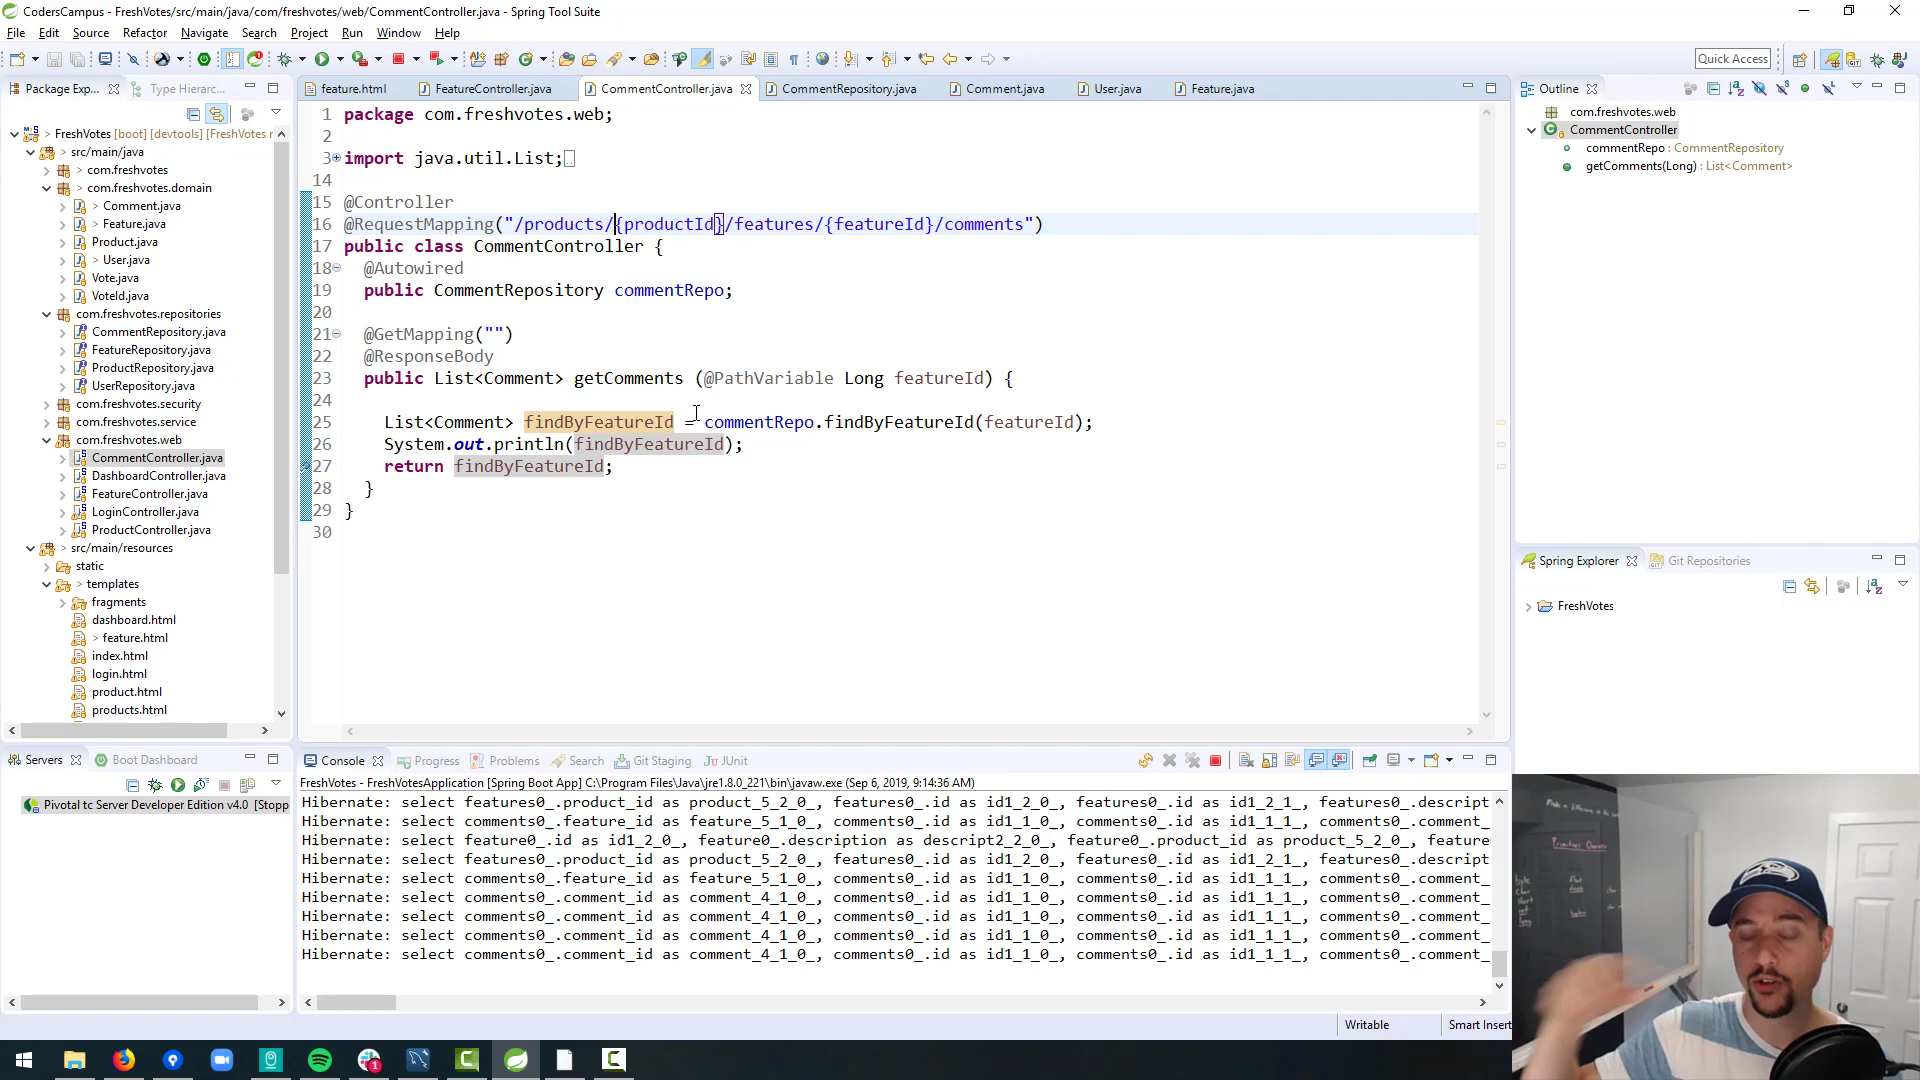 CodersCampus - FreshVotes/src/main/java/com/freshvotes/web/CommentController.java - Spring Tool Suite
File Edit Source Refactor Navigate Search Project Run Window Help
Quick Access
Package Exp... Type Hierarc...
FreshVotes [boot] [devtools] [FreshVotes r
src/main/java
com.freshvotes
com.freshvotes.domain
Comment.java
Feature.java
Product.java
User.java
Vote.java
VoteId.java
com.freshvotes.repositories
CommentRepository.java
FeatureRepository.java
ProductRepository.java
UserRepository.java
com.freshvotes.security
com.freshvotes.service
com.freshvotes.web
CommentController.java
DashboardController.java
FeatureController.java
LoginController.java
ProductController.java
src/main/resources
static
templates
fragments
dashboard.html
feature.html
index.html
login.html
product.html
products.html
feature.html FeatureController.java CommentController.java CommentRepository.java Comment.java User.java Feature.java
1 package com.freshvotes.web;
2
3 import java.util.List;
14
15 @Controller
16 @RequestMapping("/products/{productId}/features/{featureId}/comments")
17 public class CommentController {
18 @Autowired
19 public CommentRepository commentRepo;
20
21 @GetMapping("")
22 @ResponseBody
23 public List<Comment> getComments (@PathVariable Long featureId) {
24
25 List<Comment> findByFeatureId = commentRepo.findByFeatureId(featureId);
26 System.out.println(findByFeatureId);
27 return findByFeatureId;
28 }
29 }
30
Outline
com.freshvotes.web
CommentController
commentRepo : CommentRepository
getComments(Long) : List<Comment>
Spring Explorer Git Repositories
FreshVotes
Servers Boot Dashboard
Pivotal tc Server Developer Edition v4.0 [Stopp
Console Progress Problems Search Git Staging JUnit
FreshVotes - FreshVotesApplication [Spring Boot App] C:\Program Files\Java\jre1.8.0_221\bin\javaw.exe (Sep 6, 2019, 9:14:36 AM)
Hibernate: select features0_.product_id as product_5_2_0_, features0_.id as id1_2_0_, features0_.id as id1_2_1_, features0_.descript
Hibernate: select comments0_.feature_id as feature_5_1_0_, comments0_.id as id1_1_0_, comments0_.id as id1_1_1_, comments0_.comment_
Hibernate: select feature0_.id as id1_2_0_, feature0_.description as descript2_2_0_, feature0_.product_id as product_5_2_0_, feature
Hibernate: select features0_.product_id as product_5_2_0_, features0_.id as id1_2_0_, features0_.id as id1_2_1_, features0_.descript
Hibernate: select comments0_.feature_id as feature_5_1_0_, comments0_.id as id1_1_0_, comments0_.id as id1_1_1_, comments0_.comment_
Hibernate: select comments0_.comment_id as comment_4_1_0_, comments0_.id as id1_1_0_, comments0_.id as id1_1_1_, comments0_.comment_
Hibernate: select comments0_.comment_id as comment_4_1_0_, comments0_.id as id1_1_0_, comments0_.id as id1_1_1_, comments0_.comment_
Hibernate: select comments0_.comment_id as comment_4_1_0_, comments0_.id as id1_1_0_, comments0_.id as id1_1_1_, comments0_.comment_
Hibernate: select comments0_.comment_id as comment_4_1_0_, comments0_.id as id1_1_0_, comments0_.id as id1_1_1_, comments0_.comment_
Writable Smart Insert